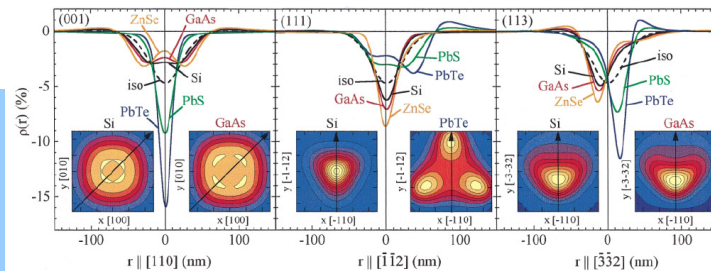 (001)
ZnSe
GaAs
Si
iso
PbS
PbTe
Si
GaAs
y [010]
y [010]
x [100]
x [100]
(111)
PbS
PbTe
iso
Si
GaAs
ZnSe
Si
PbTe
y [-1-12]
y [-1-12]
x [-110]
x [-110]
(113)
ZnSe
GaAs
iso
Si
PbS
PbTe
Si
GaAs
y [-3-32]
y [-3-32]
x [-110]
x [-110]
ρ(r) (%)
0
-5
-10
-15
-100 0 100
-100 0 100
-100 0 100
r || [110] (nm)
r || [1̄1̄2] (nm)
r || [3̄3̄2] (nm)